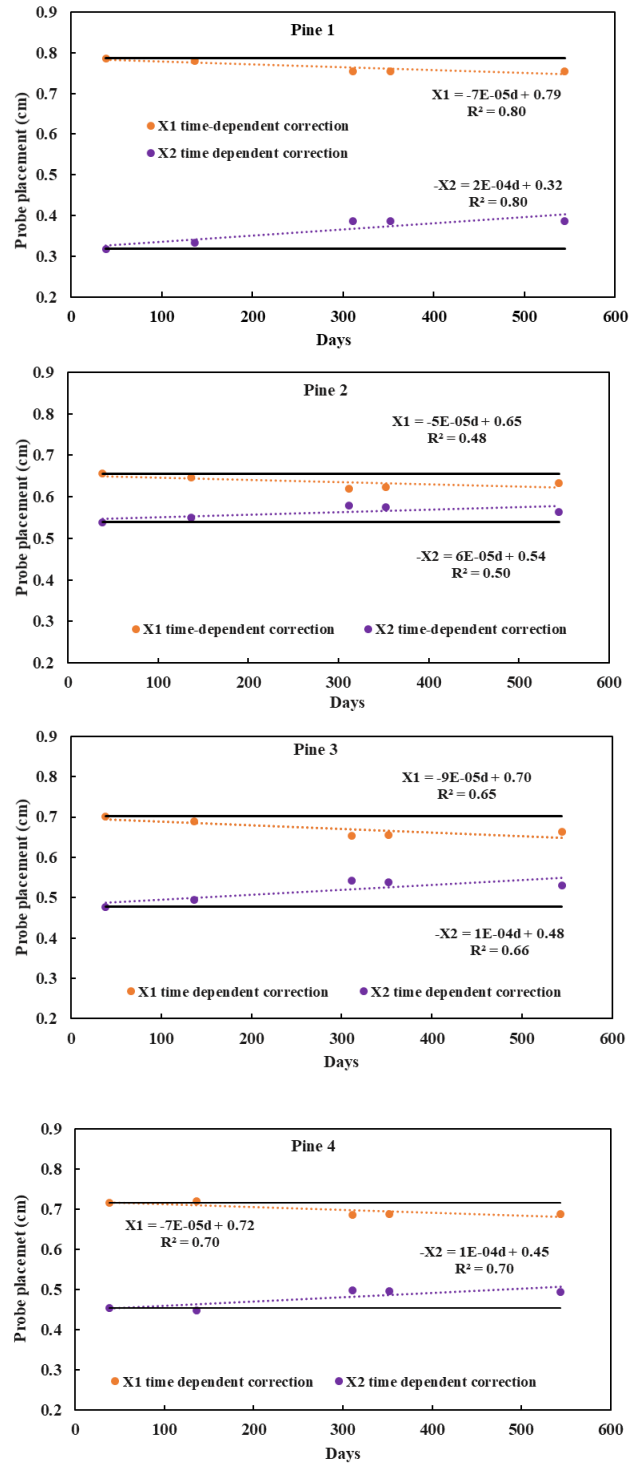 Pine 1
0.9
0.8
0.7
0.6
0.5
0.4
0.3
0.2
Probe placement (cm)
X1 = -7E-05d + 0.79
R² = 0.80
X1 time-dependent correction
X2 time dependent correction
-X2 = 2E-04d + 0.32
R² = 0.80
0 100 200 300 400 500 600
Days
Pine 2
0.9
0.8
0.7
0.6
0.5
0.4
0.3
0.2
Probe placement (cm)
X1 = -5E-05d + 0.65
R² = 0.48
-X2 = 6E-05d + 0.54
R² = 0.50
X1 time-dependent correction X2 time-dependent correction
0 100 200 300 400 500 600
Days
Pine 3
0.9
0.8
0.7
0.6
0.5
0.4
0.3
0.2
Probe placement (cm)
X1 = -9E-05d + 0.70
R² = 0.65
-X2 = 1E-04d + 0.48
R² = 0.66
X1 time dependent correction X2 time dependent correction
0 100 200 300 400 500 600
Days
Pine 4
0.9
0.8
0.7
0.6
0.5
0.4
0.3
0.2
Probe placemet (cm)
X1 = -7E-05d + 0.72
R² = 0.70
-X2 = 1E-04d + 0.45
R² = 0.70
X1 time dependent correction X2 time dependent correction
0 100 200 300 400 500 600
Days